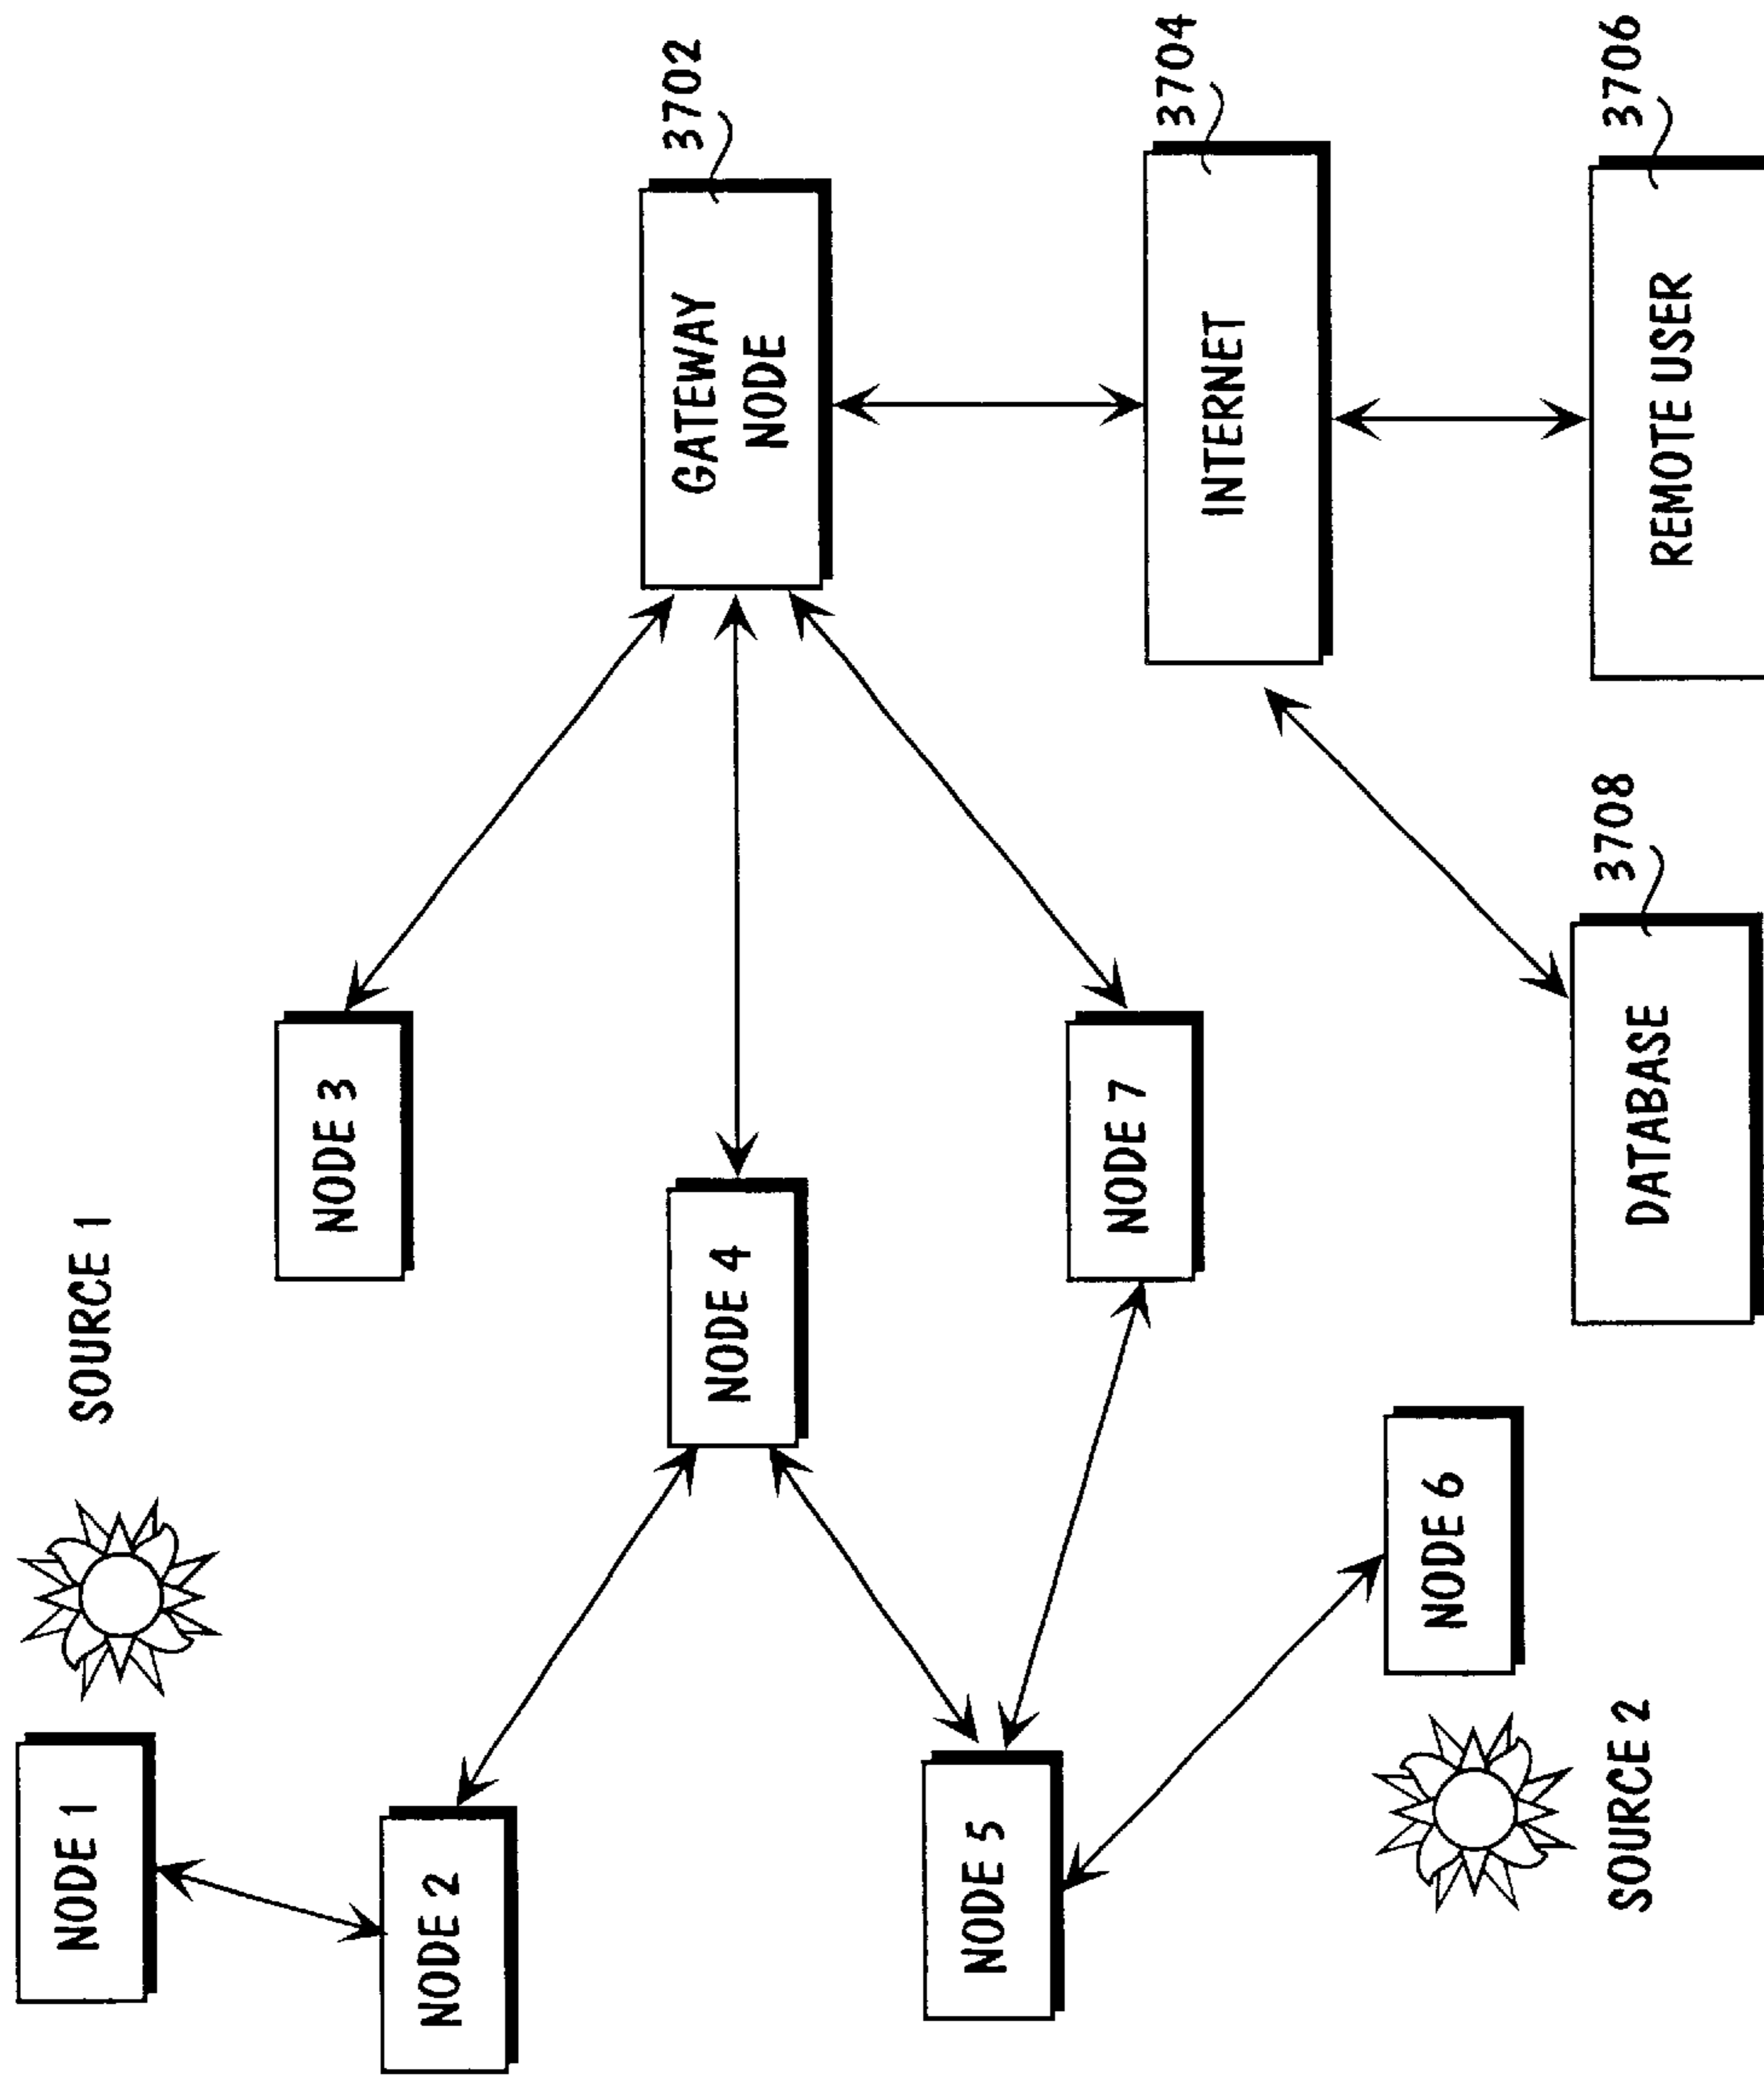 NODE 1
SOURCE 1
NODE 2
NODE 3
GATEWAY
NODE
3702
NODE 4
NODE 5
NODE 7
INTERNET
3704
NODE 6
SOURCE 2
DATABASE
3708
REMOTE USER
3706